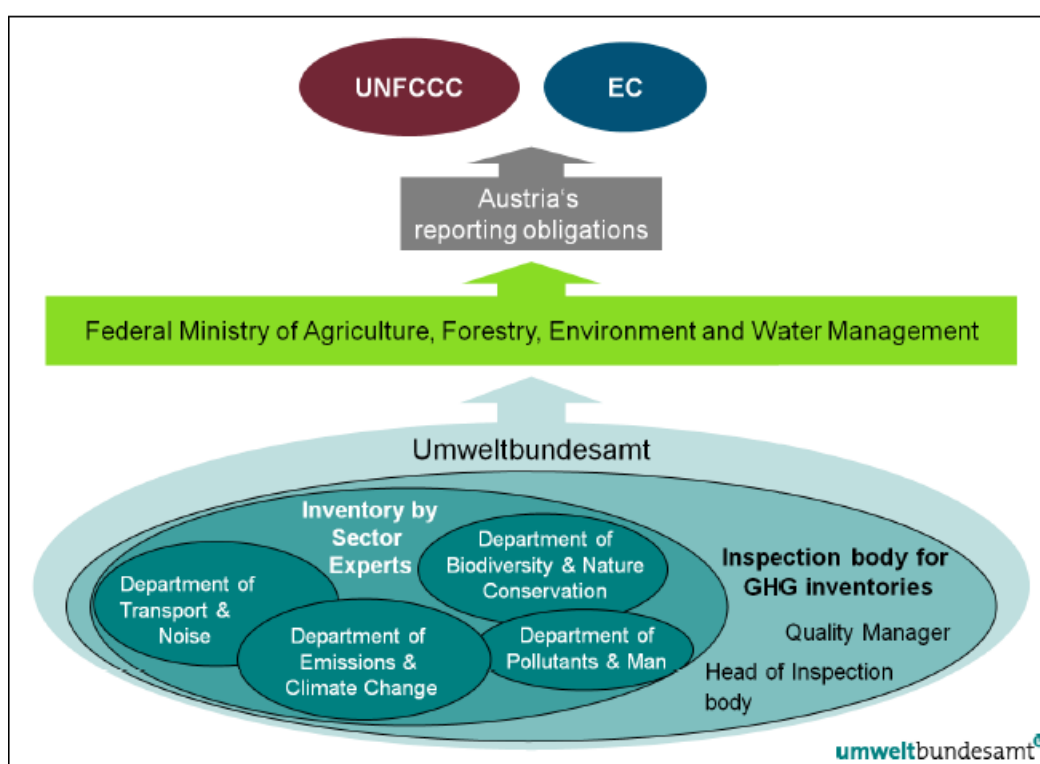 UNFCCC
EC
Austria's
reporting obligations
Federal Ministry of Agriculture, Forestry, Environment and Water Management
Umweltbundesamt
Inventory by
Sector
Experts
Department of
Biodiversity & Nature
Conservation
Department of
Transport &
Noise
Department of
Emissions &
Climate Change
Department of
Pollutants & Man
Inspection body for
GHG inventories
Quality Manager
Head of Inspection
body
umweltbundesamt